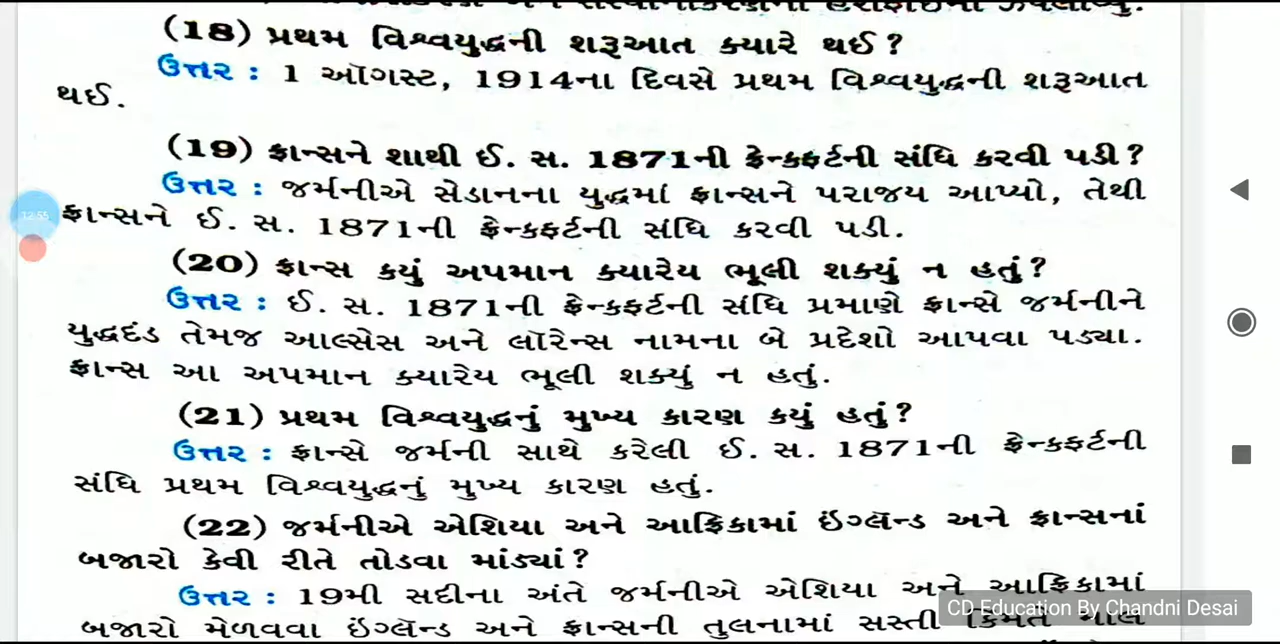 (18) પ્રથમ વિશ્વયુદ્ધની શરૂઆત ક્યારે થઈ?
ઉત્તર : 1 ઑગસ્ટ, 1914ના દિવસે પ્રથમ વિશ્વયુદ્ધની શરૂઆત
થઈ.
(19) ફ્રાન્સને શાથી ઈ. સ. 1871ની ફ્રેન્કફર્ટની સંધિ કરવી પડી?
ઉત્તર : જર્મનીએ સેડાનના યુદ્ધમાં ફ્રાન્સને પરાજય આપ્યો, તેથી
12:55
ફ્રાન્સને ઈ. સ. 1871ની ફ્રેન્કફર્ટની સંધિ કરવી પડી.
(20) ફ્રાન્સ કયું અપમાન ક્યારેય ભૂલી શક્યું ન હતું?
ઉત્તર : ઈ. સ. 1871ની ફ્રેન્કફર્ટની સંધિ પ્રમાણે ફ્રાન્સે જર્મનીને
યુદ્ધદંડ તેમજ આલ્સેસ અને લૉરેન્સ નામના બે પ્રદેશો આપવા પડ્યા.
ફ્રાન્સ આ અપમાન ક્યારેય ભૂલી શક્યું ન હતું.
(21) પ્રથમ વિશ્વયુદ્ધનું મુખ્ય કારણ કયું હતું?
ઉત્તર : ફ્રાન્સે જર્મની સાથે કરેલી ઈ. સ. 1871ની ફ્રેન્કફર્ટની
સંધિ પ્રથમ વિશ્વયુદ્ધનું મુખ્ય કારણ હતું.
(22) જર્મનીએ એશિયા અને આફ્રિકામાં ઇંગ્લૅન્ડ અને ફ્રાન્સનાં
બજારો કેવી રીતે તોડવા માંડ્યાં?
ઉત્તર : 19મી સદીના અંતે જર્મનીએ એશિયા અને આફ્રિકામાં
CD Education By Chandni Desai
બજારો મેળવવા ઇંગ્લૅન્ડ અને ફ્રાન્સની તુલનામાં સસ્તી